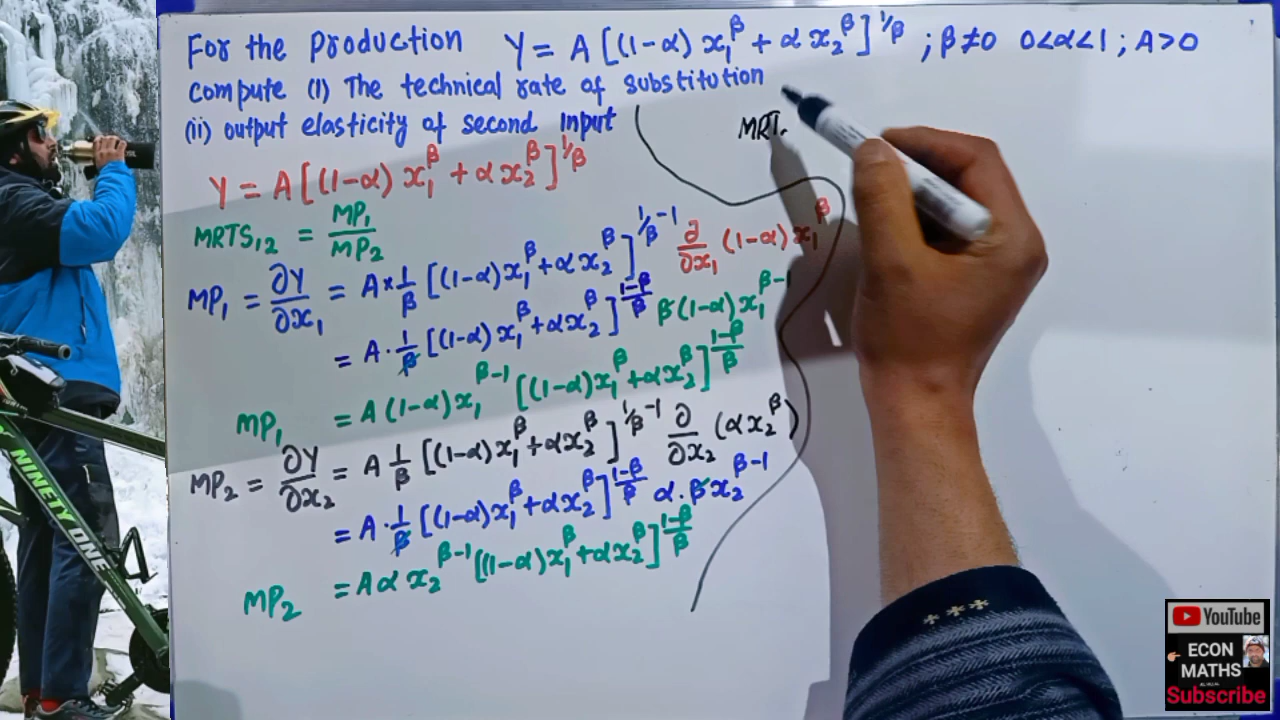 For the Production Y = A [(1-α) x₁^β + α x₂^β]^1/β ; β≠0 0<α<1 ; A>0
compute (i) The technical rate of substitution
(ii) output elasticity of second input
Y = A [(1-α) x₁^β + α x₂^β]^1/β
MRTS₁,₂ = MP₁/MP₂
MP₁ = ∂Y/∂x₁ = A × 1/β [(1-α) x₁^β + α x₂^β]^1/β-1 ∂/∂x₁ (1-α) x₁^β
= A · 1/β [(1-α) x₁^β + α x₂^β]^1-β/β β (1-α) x₁^β-1
MP₁ = A (1-α) x₁^β-1 [(1-α) x₁^β + α x₂^β]^1-β/β
MP₂ = ∂Y/∂x₂ = A 1/β [(1-α) x₁^β + α x₂^β]^1/β-1 ∂/∂x₂ (α x₂^β)
= A · 1/β [(1-α) x₁^β + α x₂^β]^1-β/β α · β x₂^β-1
MP₂ = A α x₂^β-1 [(1-α) x₁^β + α x₂^β]^1-β/β
MRT
NINETY ONE
YouTube
ECON
MATHS
Subscribe